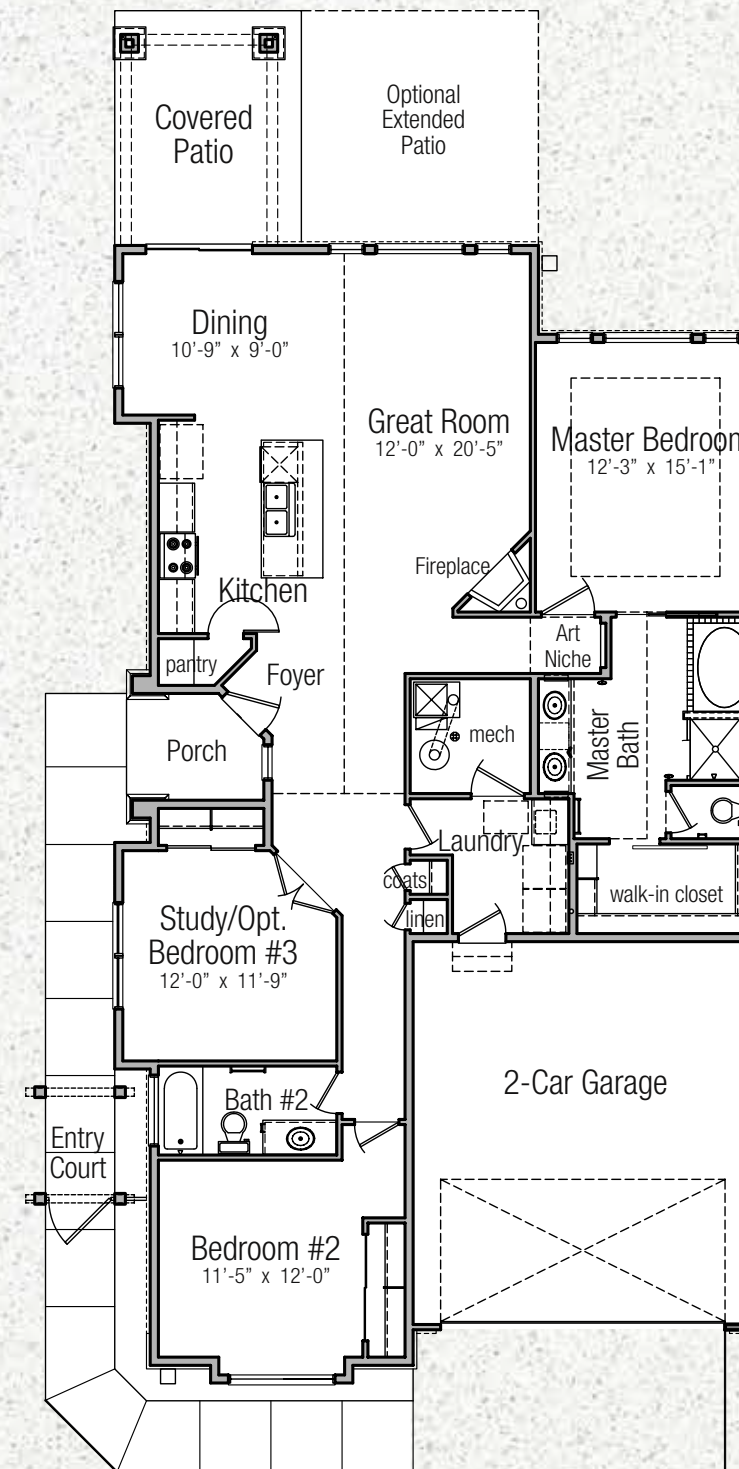 Covered
Patio
Optional
Extended
Patio
Dining
10’-9” x 9’-0”
Great Room
12’-0” x 20’-5”
Master Bedroom
12’-3” x 15’-1”
Fireplace
Kitchen
Art
Niche
pantry
Foyer
mech
Master
Bath
Porch
Laundry
coats
walk-in closet
linen
Study/Opt.
Bedroom #3
12’-0” x 11’-9”
2-Car Garage
Bath #2
Entry
Court
Bedroom #2
11’-5” x 12’-0”